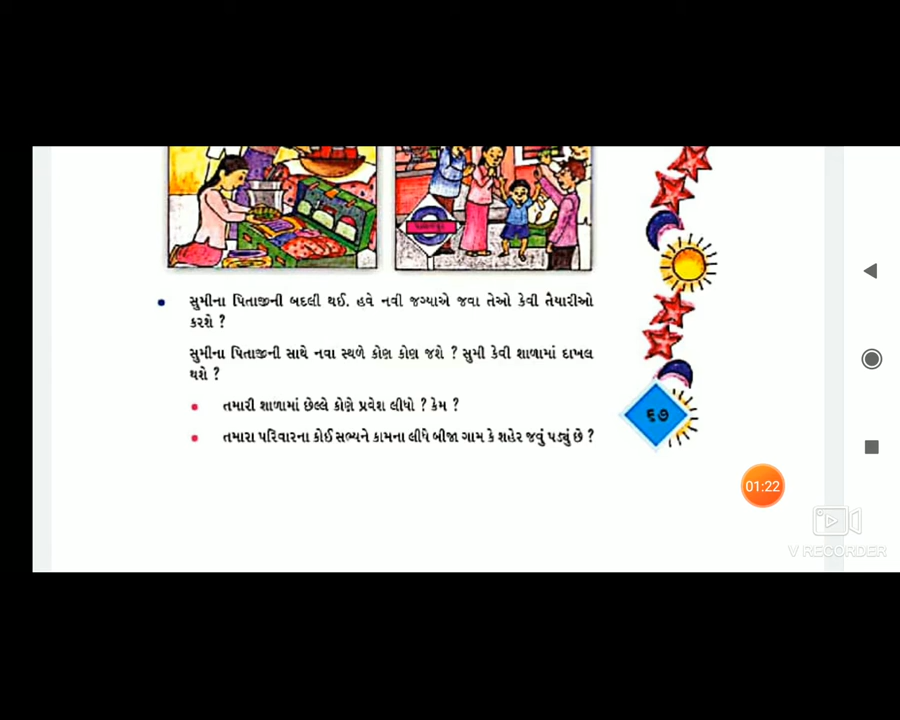 સુમીના પિતાજીની બદલી થઈ. હવે નવી જગ્યાએ જવા તેઓ કેવી તૈયારીઓ
કરશે ?
સુમીના પિતાજીની સાથે નવા સ્થળે કોણ કોણ જશે ? સુમી કેવી શાળામાં દાખલ
થશે ?
તમારી શાળામાં છેલ્લે કોણે પ્રવેશ લીધો ? કેમ ?
તમારા પરિવારના કોઈ સભ્યને કામના લીધે બીજા ગામ કે શહેર જવું પડ્યું છે ?
૬૭
01:22
V RECORDER